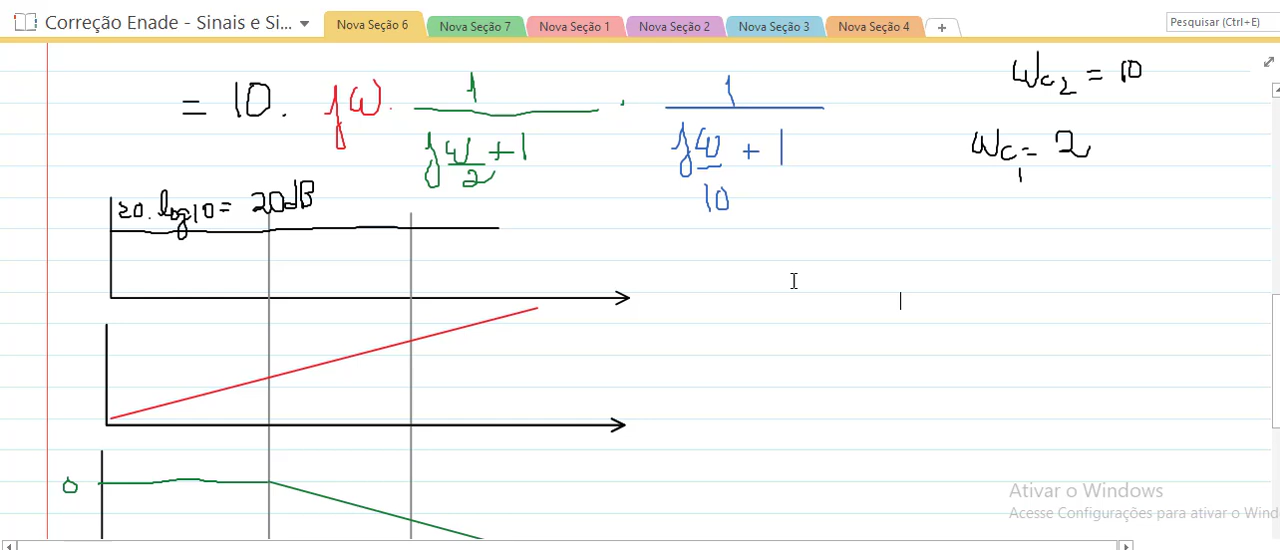 Correção Enade - Sinais e Si...
Nova Seção 6
Nova Seção 7
Nova Seção 1
Nova Seção 2
Nova Seção 3
Nova Seção 4
+
Pesquisar (Ctrl+E)
= 10. jω. 1/(jω/2 + 1) . 1/(jω/10 + 1)
ωc2 = 10
ωc1 = 2
20.log10 = 20dB
0
Ativar o Windows
Acesse Configurações para ativar o Wind